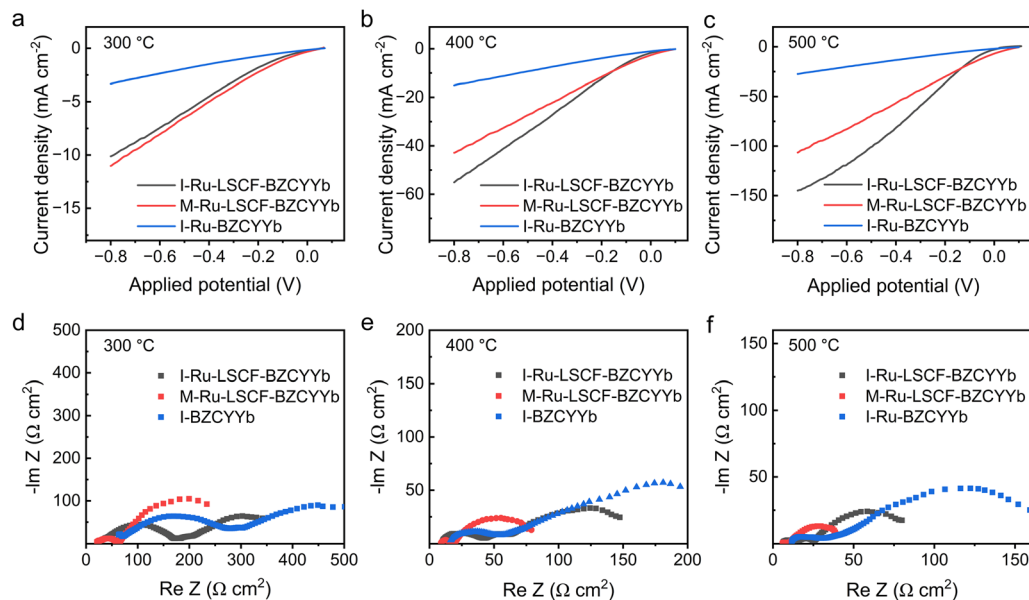 a
300 °C
0
−5
−10
−15
Current density (mA cm⁻²)
I-Ru-LSCF-BZCYYb
M-Ru-LSCF-BZCYYb
I-Ru-BZCYYb
−0.8 −0.6 −0.4 −0.2 0.0
Applied potential (V)
b
400 °C
0
−20
−40
−60
Current density (mA cm⁻²)
I-Ru-LSCF-BZCYYb
M-Ru-LSCF-BZCYYb
I-Ru-BZCYYb
−0.8 −0.6 −0.4 −0.2 0.0
Applied potential (V)
c
500 °C
0
−50
−100
−150
Current density (mA cm⁻²)
I-Ru-LSCF-BZCYYb
M-Ru-LSCF-BZCYYb
I-Ru-BZCYYb
−0.8 −0.6 −0.4 −0.2 0.0
Applied potential (V)
d
300 °C
500
400
300
200
100
-Im Z (Ω cm²)
I-Ru-LSCF-BZCYYb
M-Ru-LSCF-BZCYYb
I-BZCYYb
0 100 200 300 400 500
Re Z (Ω cm²)
e
400 °C
200
150
100
50
0
-Im Z (Ω cm²)
I-Ru-LSCF-BZCYYb
M-Ru-LSCF-BZCYYb
I-BZCYYb
0 50 100 150 200
Re Z (Ω cm²)
f
500 °C
150
100
50
0
-Im Z (Ω cm²)
I-Ru-LSCF-BZCYYb
M-Ru-LSCF-BZCYYb
I-Ru-BZCYYb
0 50 100 150
Re Z (Ω cm²)